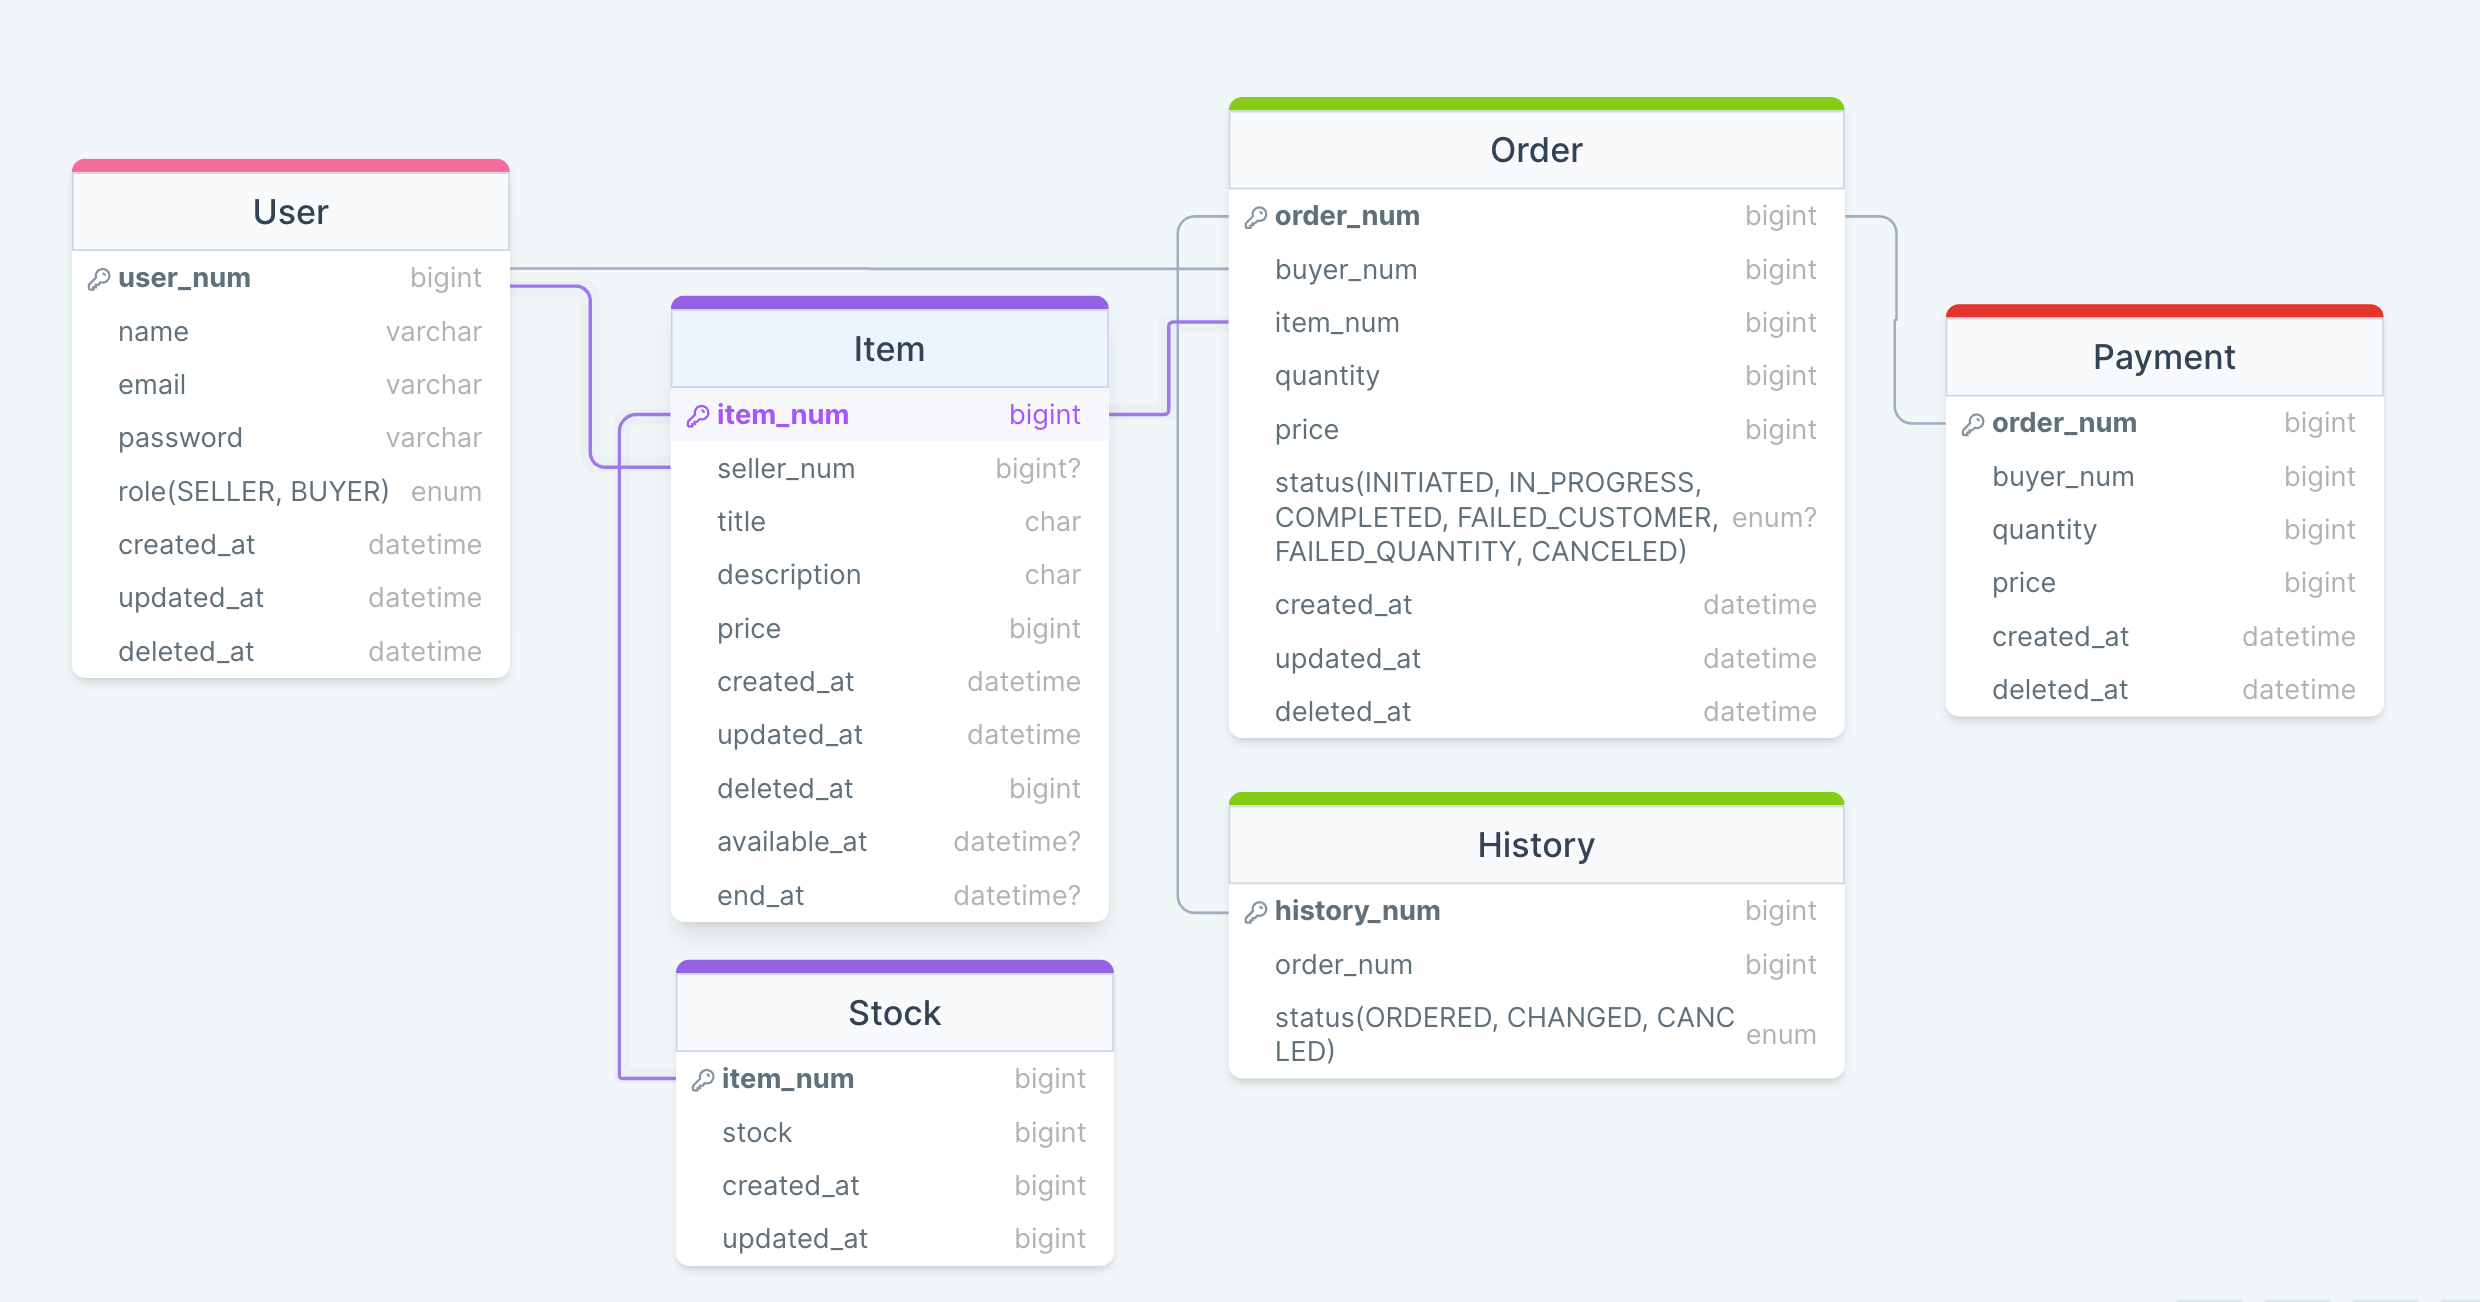 User
user_num bigint
name varchar
email varchar
password varchar
role(SELLER, BUYER) enum
created_at datetime
updated_at datetime
deleted_at datetime
Item
item_num bigint
seller_num bigint?
title char
description char
price bigint
created_at datetime
updated_at datetime
deleted_at bigint
available_at datetime?
end_at datetime?
Stock
item_num bigint
stock bigint
created_at bigint
updated_at bigint
Order
order_num bigint
buyer_num bigint
item_num bigint
quantity bigint
price bigint
status(INITIATED, IN_PROGRESS,
COMPLETED, FAILED_CUSTOMER, enum?
FAILED_QUANTITY, CANCELED)
created_at datetime
updated_at datetime
deleted_at datetime
History
history_num bigint
order_num bigint
status(ORDERED, CHANGED, CANC
LED) enum
Payment
order_num bigint
buyer_num bigint
quantity bigint
price bigint
created_at datetime
deleted_at datetime